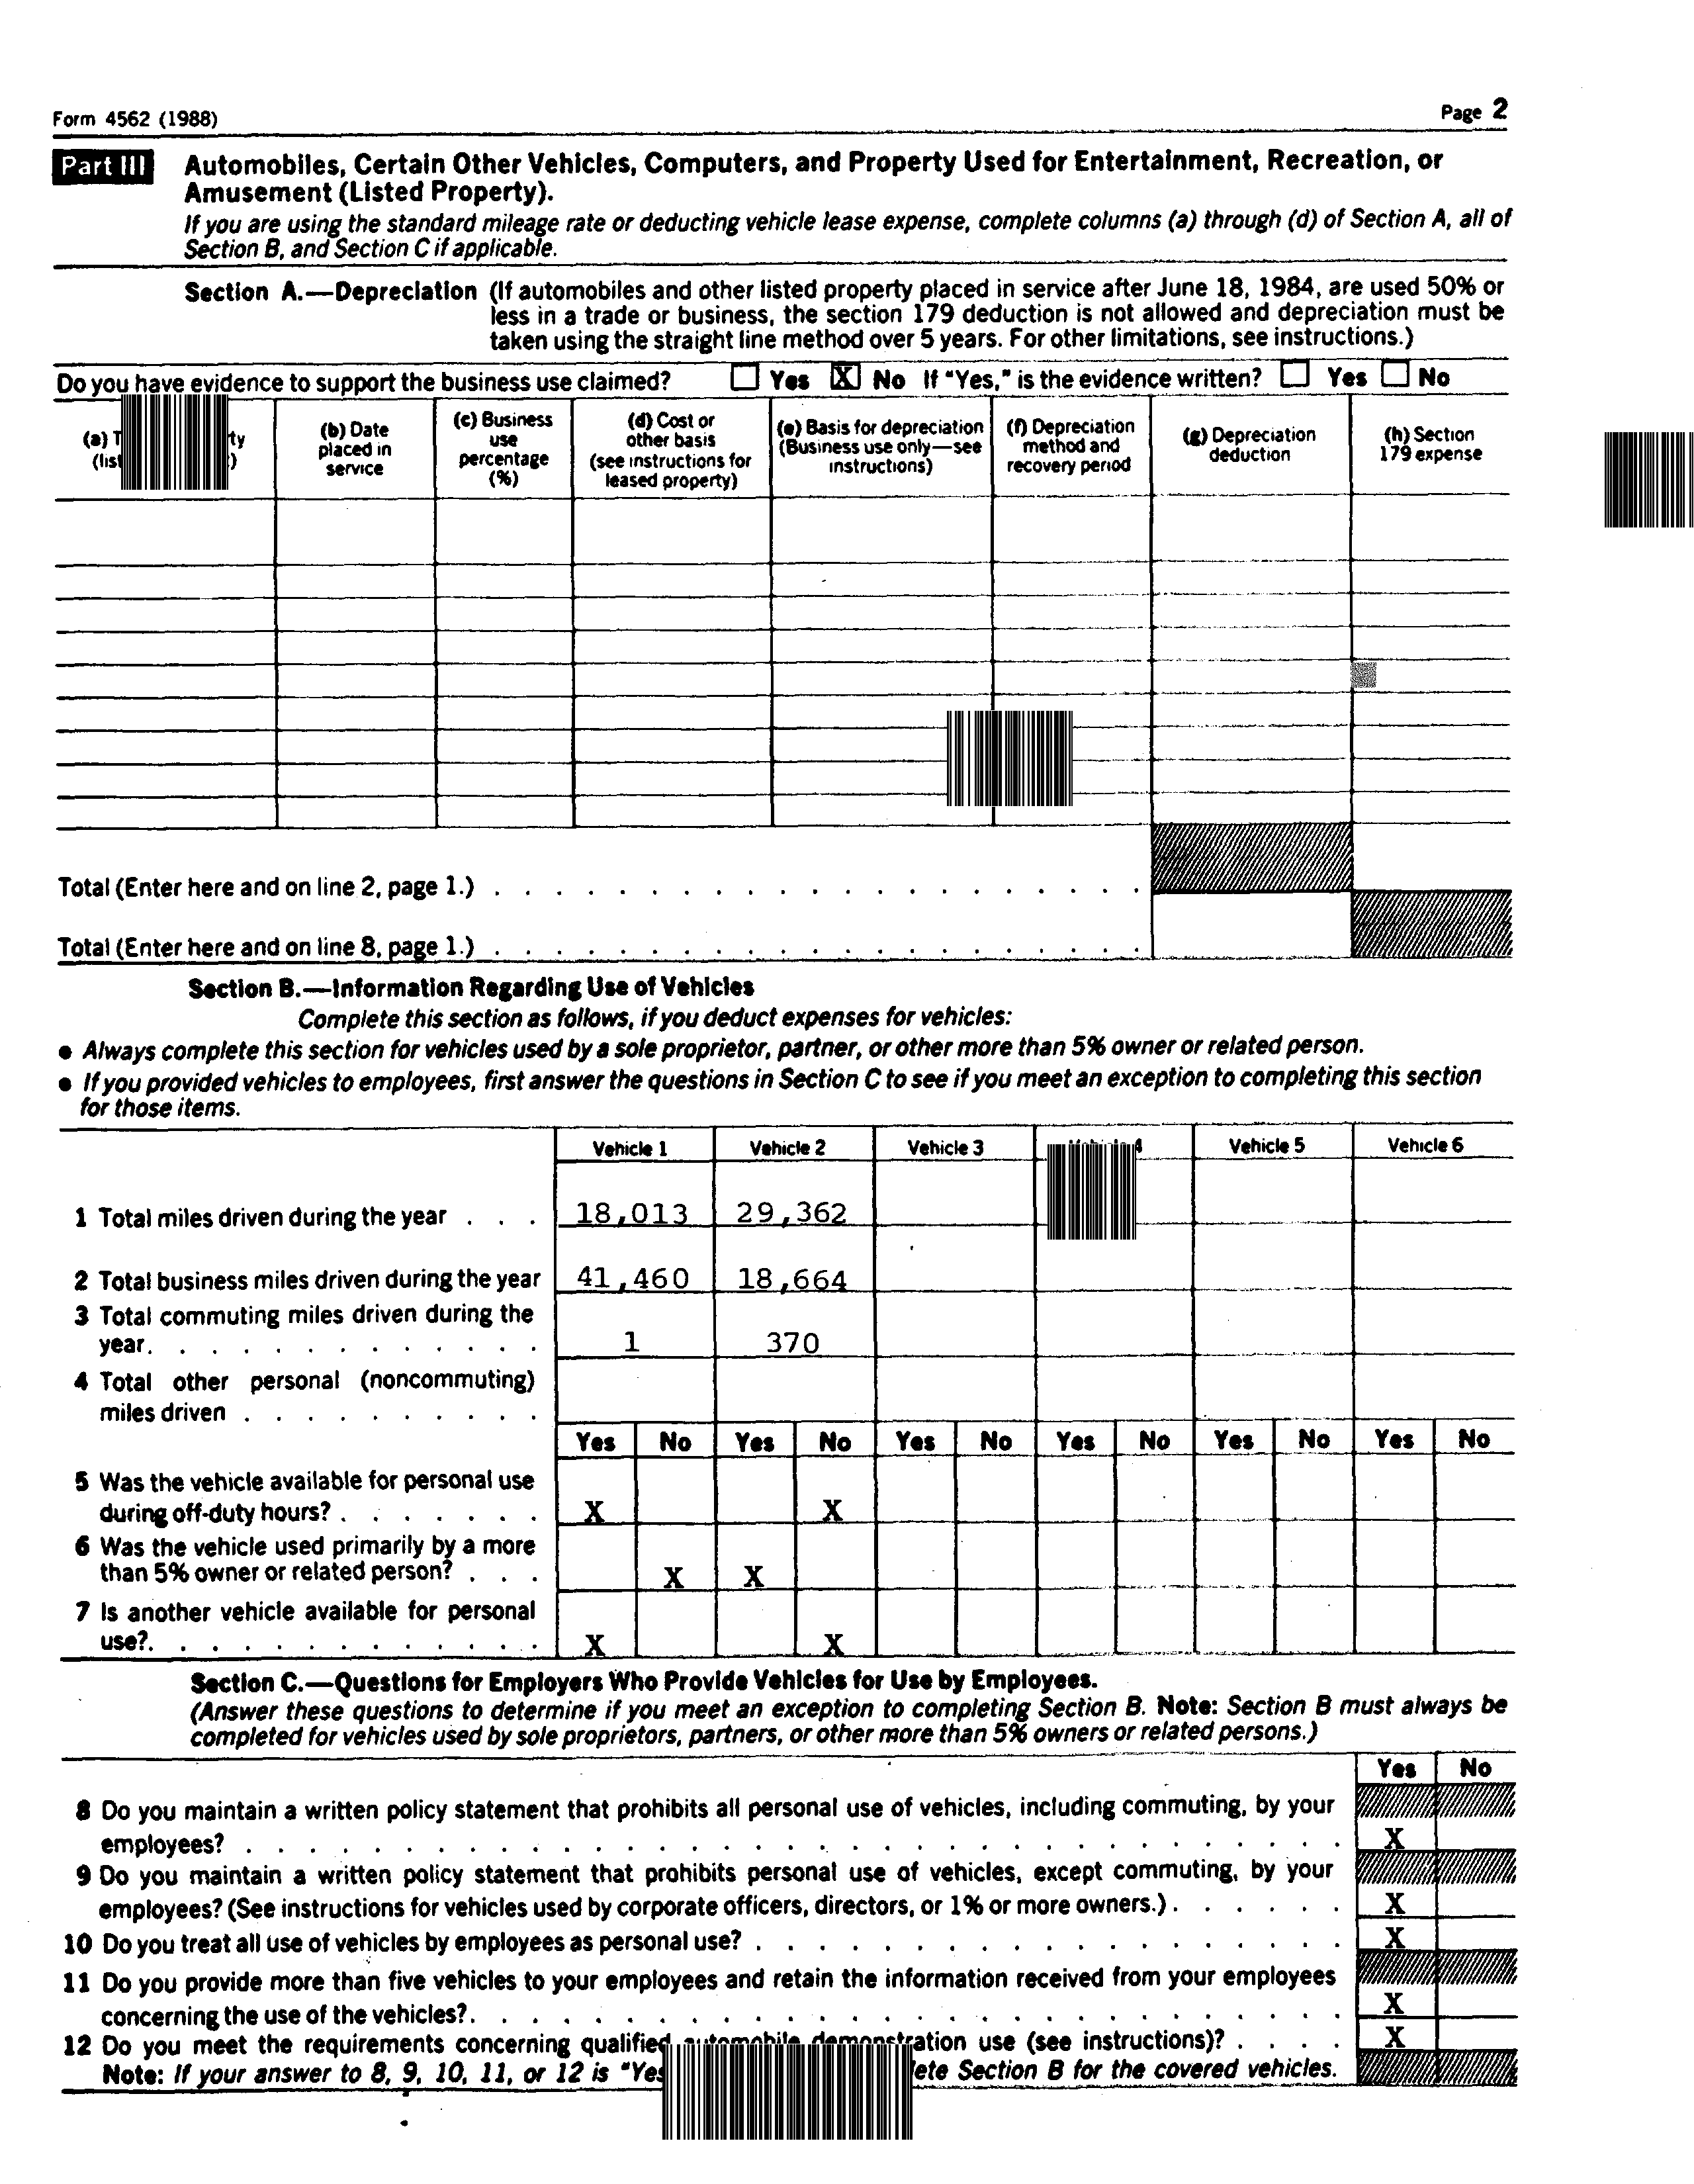 Form 4562 (1988)
Page 2
Part III Automobiles, Certain Other Vehicles, Computers, and Property Used for Entertainment, Recreation, or
Amusement (Listed Property).
If you are using the standard mileage rate or deducting vehicle lease expense, complete columns (a) through (d) of Section A, all of
Section B, and Section C if applicable.
Section A.—Depreciation (If automobiles and other listed property placed in service after June 18, 1984, are used 50% or
less in a trade or business, the section 179 deduction is not allowed and depreciation must be
taken using the straight line method over 5 years. For other limitations, see instructions.)
Do you have evidence to support the business use claimed? Yes X No If "Yes," is the evidence written? Yes No
(a)
(b) Date
placed in
service
(c) Business
use
percentage
(%)
(d) Cost or
other basis
(see instructions for
leased property)
(e) Basis for depreciation
(Business use only—see
instructions)
(f) Depreciation
method and
recovery period
(g) Depreciation
deduction
(h) Section
179 expense
Total (Enter here and on line 2, page 1.) . . . . . . . . . . . . . . . . . . . . .
Total (Enter here and on line 8, page 1.) . . . . . . . . . . . . . . . . . . . . .
Section B.—Information Regarding Use of Vehicles
Complete this section as follows, if you deduct expenses for vehicles:
● Always complete this section for vehicles used by a sole proprietor, partner, or other more than 5% owner or related person.
● If you provided vehicles to employees, first answer the questions in Section C to see if you meet an exception to completing this section
for those items.
Vehicle 1 Vehicle 2 Vehicle 3 4 Vehicle 5 Vehicle 6
1 Total miles driven during the year . . . 18,013 29,362
2 Total business miles driven during the year 41,460 18,664
3 Total commuting miles driven during the
year. . . . . . . . . . . . . 1 370
4 Total other personal (noncommuting)
miles driven . . . . . . . . . .
Yes No Yes No Yes No Yes No Yes No Yes No
5 Was the vehicle available for personal use
during off-duty hours? . . . . . . . X X
6 Was the vehicle used primarily by a more
than 5% owner or related person? . . . X X
7 Is another vehicle available for personal
use?. . . . . . . . . . . . . X X
Section C.—Questions for Employers Who Provide Vehicles for Use by Employees.
(Answer these questions to determine if you meet an exception to completing Section B. Note: Section B must always be
completed for vehicles used by sole proprietors, partners, or other more than 5% owners or related persons.)
Yes No
8 Do you maintain a written policy statement that prohibits all personal use of vehicles, including commuting, by your
employees? . . . . . . . . . . . . . . . . . . . . . . . . . . . . . . . . . . . X
9 Do you maintain a written policy statement that prohibits personal use of vehicles, except commuting, by your
employees? (See instructions for vehicles used by corporate officers, directors, or 1% or more owners.) . . . . . . X
10 Do you treat all use of vehicles by employees as personal use? . . . . . . . . . . . . . . . . . . . X
11 Do you provide more than five vehicles to your employees and retain the information received from your employees
concerning the use of the vehicles?. . . . . . . . . . . . . . . . . . . . . . . . . . . . X
12 Do you meet the requirements concerning qualified automobile demonstration use (see instructions)? . . . . X
Note: If your answer to 8, 9, 10, 11, or 12 is "Yes Section B for the covered vehicles.